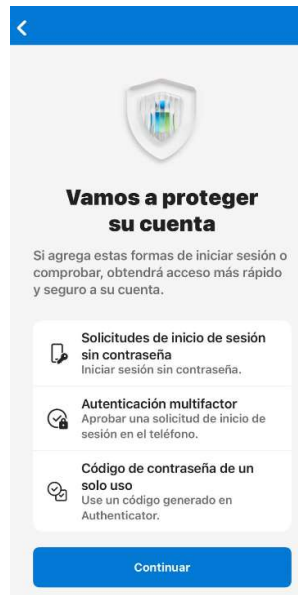 Vamos a proteger
su cuenta
Si agrega estas formas de iniciar sesión o
comprobar, obtendrá acceso más rápido
y seguro a su cuenta.
Solicitudes de inicio de sesión
sin contraseña
Iniciar sesión sin contraseña.
Autenticación multifactor
Aprobar una solicitud de inicio de
sesión en el teléfono.
Código de contraseña de un
solo uso
Use un código generado en
Authenticator.
Continuar